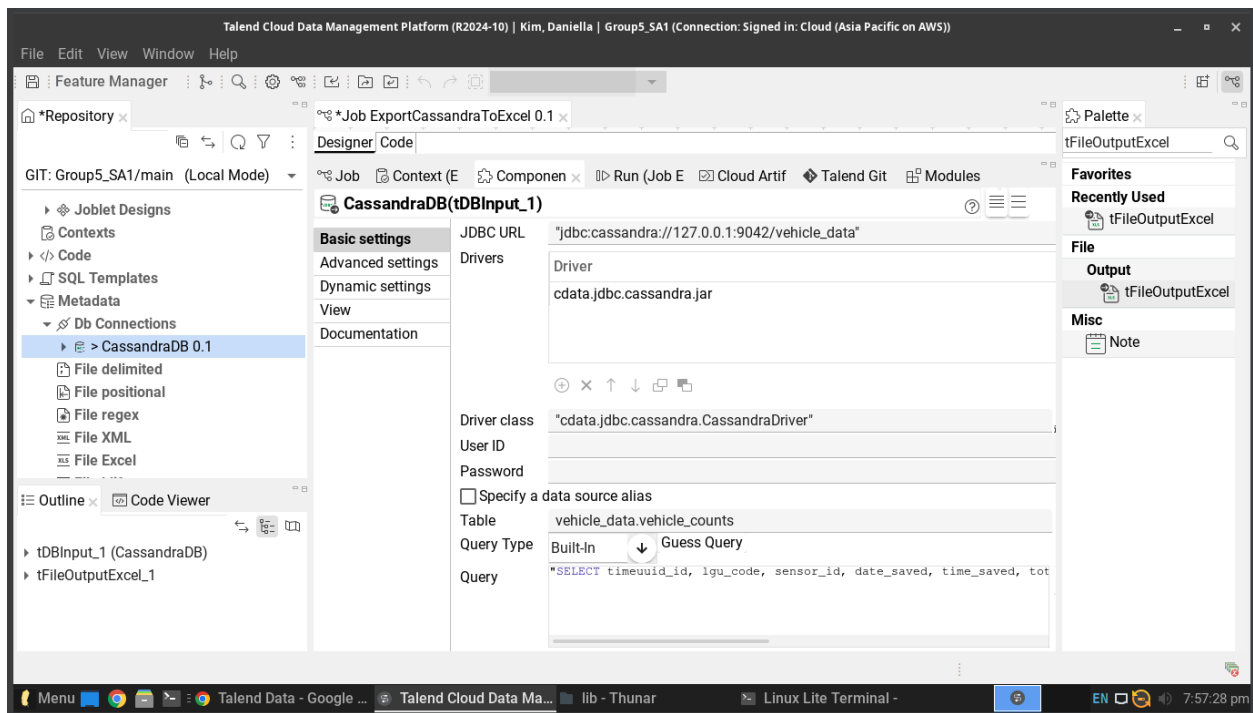 Talend Cloud Data Management Platform (R2024-10) | Kim, Daniella | Group5_SA1 (Connection: Signed in: Cloud (Asia Pacific on AWS))
File Edit View Window Help
Feature Manager
*Repository
*Job ExportCassandraToExcel 0.1
Palette
Designer Code
tFileOutputExcel
GIT: Group5_SA1/main (Local Mode)
Job Context (E Componen Run (Job E Cloud Artif Talend Git Modules
Favorites
Recently Used
tFileOutputExcel
File
Output
tFileOutputExcel
Misc
Note
Joblet Designs
Contexts
Code
SQL Templates
Metadata
Db Connections
> CassandraDB 0.1
File delimited
File positional
File regex
File XML
File Excel
CassandraDB(tDBInput_1)
Basic settings
Advanced settings
Dynamic settings
View
Documentation
JDBC URL "jdbc:cassandra://127.0.0.1:9042/vehicle_data"
Drivers
Driver
cdata.jdbc.cassandra.jar
Driver class "cdata.jdbc.cassandra.CassandraDriver"
User ID
Password
Specify a data source alias
Table vehicle_data.vehicle_counts
Query Type Built-In Guess Query
Query "SELECT timeuuid_id, lgu_code, sensor_id, date_saved, time_saved, tot
Outline Code Viewer
tDBInput_1 (CassandraDB)
tFileOutputExcel_1
Menu Talend Data - Google ... Talend Cloud Data Ma... lib - Thunar Linux Lite Terminal - EN 7:57:28 pm